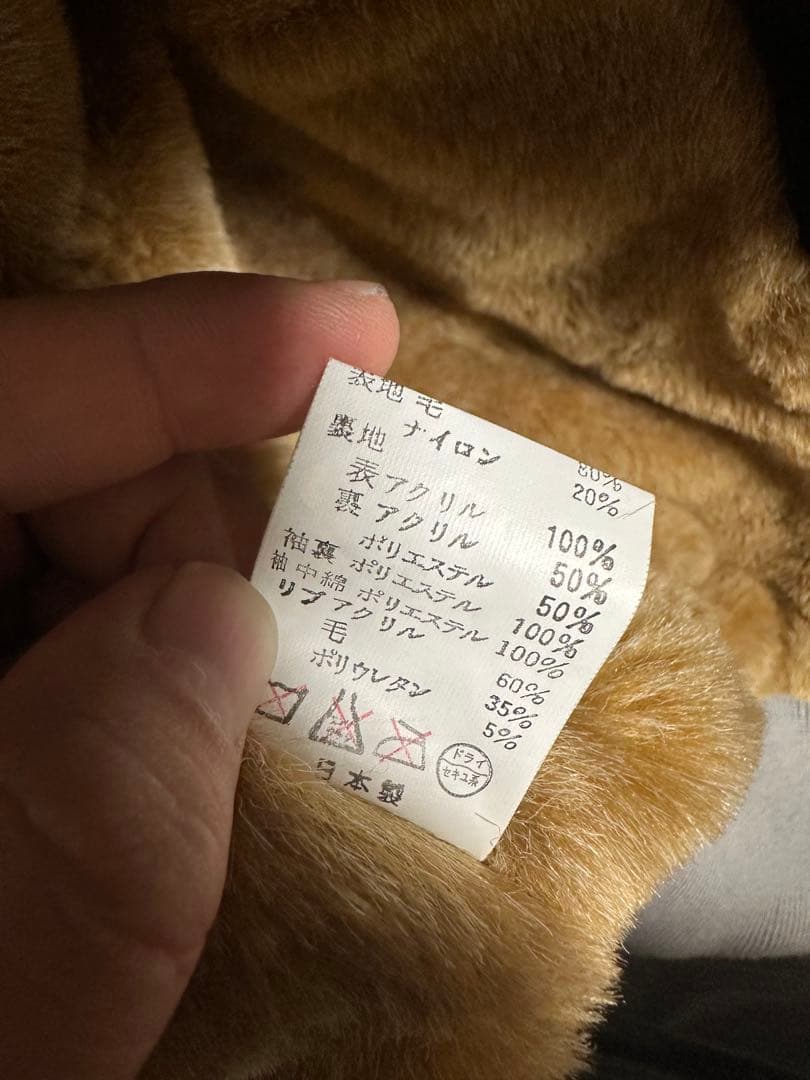 表地 毛 80%
ナイロン 20%
裏地
表 アクリル 100%
裏 アクリル 50%
ポリエステル 50%
袖裏 ポリエステル 100%
袖中綿 ポリエステル 100%
リブ アクリル 60%
毛 35%
ポリウレタン 5%
ドライ
セキユ系
日本製